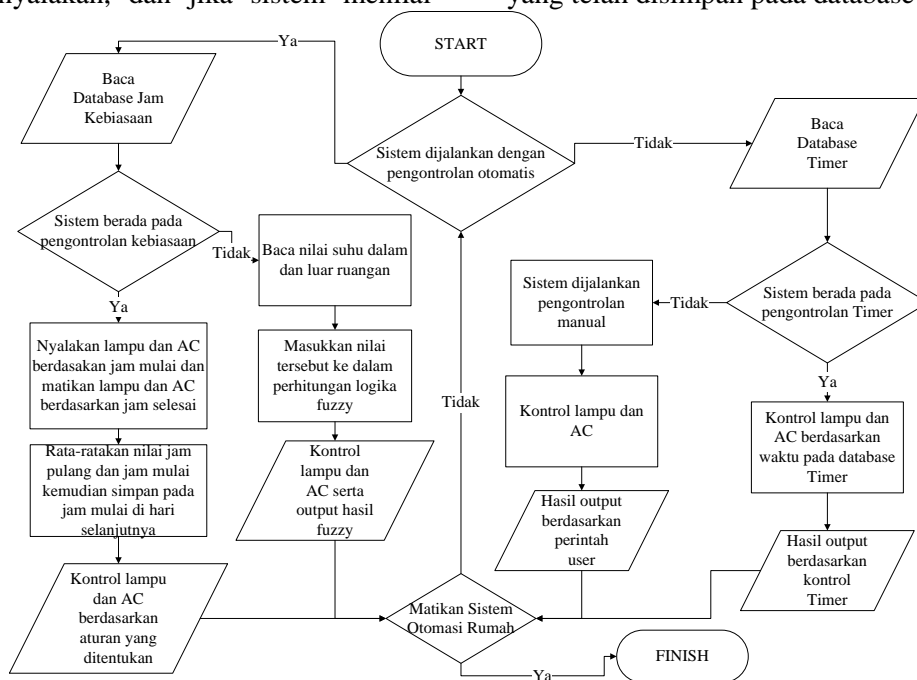 nyalakan, dan jika sistem menilai
yang telah disimpan pada database
START
Ya
Baca
Database Jam
Kebiasaan
Sistem dijalankan dengan
pengontrolan otomatis
Tidak
Baca
Database
Timer
Sistem berada pada
pengontrolan kebiasaan
Tidak
Baca nilai suhu dalam
dan luar ruangan
Sistem dijalankan
pengontrolan
manual
Tidak
Sistem berada pada
pengontrolan Timer
Ya
Nyalakan lampu dan AC
berdasakan jam mulai dan
matikan lampu dan AC
berdasarkan jam selesai
Masukkan nilai
tersebut ke dalam
perhitungan logika
fuzzy
Tidak
Kontrol lampu dan
AC
Ya
Kontrol lampu dan
AC berdasarkan
waktu pada database
Timer
Rata-ratakan nilai jam
pulang dan jam mulai
kemudian simpan pada
jam mulai di hari
selanjutnya
Kontrol
lampu dan
AC serta
output hasil
fuzzy
Hasil output
berdasarkan
perintah
user
Hasil output
berdasarkan
kontrol
Timer
Kontrol lampu
dan AC
berdasarkan
aturan yang
ditentukan
Matikan Sistem
Otomasi Rumah
Ya
FINISH